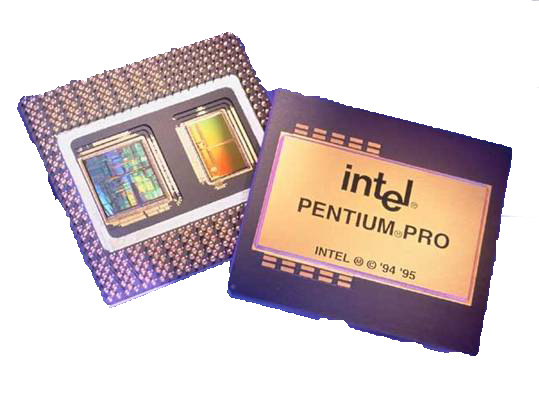 intel®
PENTIUM®PRO
INTEL Ⓜ © '94 '95